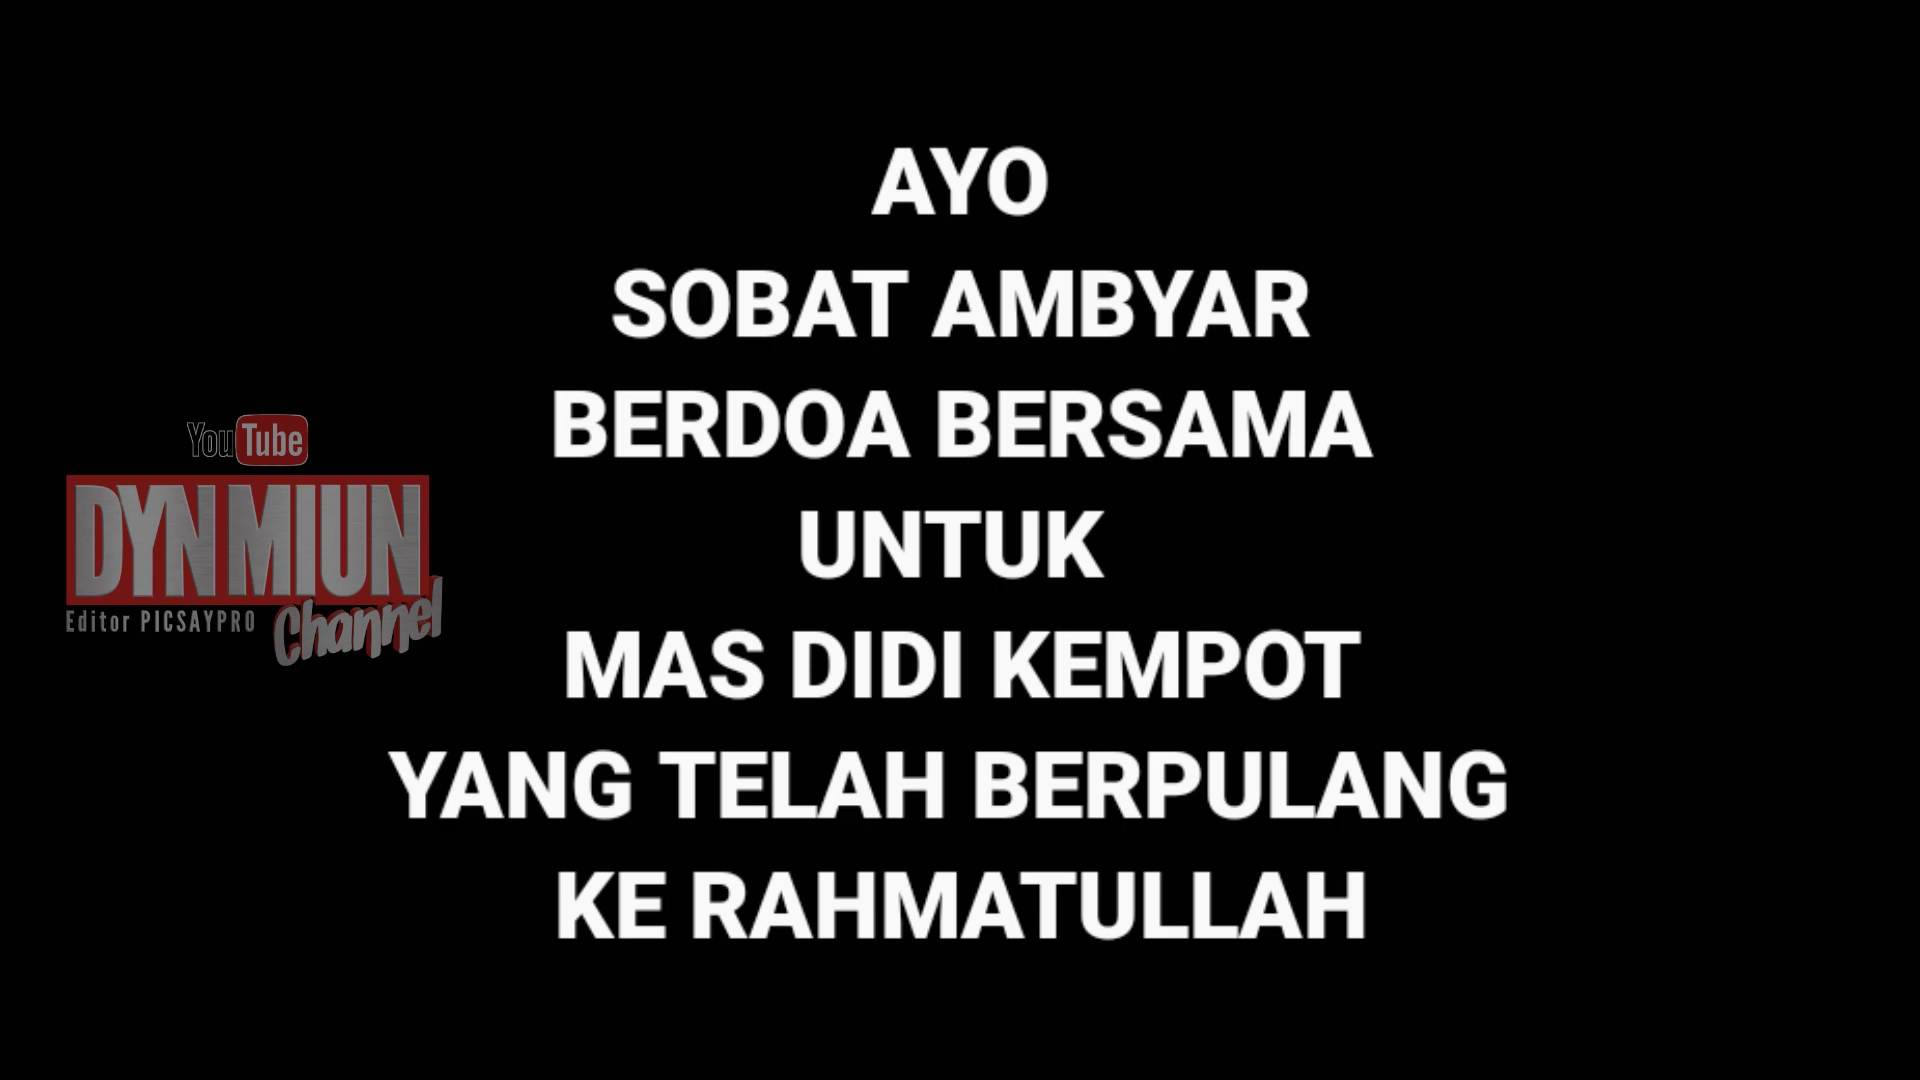 AYO
SOBAT AMBYAR
BERDOA BERSAMA
UNTUK
MAS DIDI KEMPOT
YANG TELAH BERPULANG
KE RAHMATULLAH
YouTube
DYN MIUN
Editor PICSAYPRO
Channel